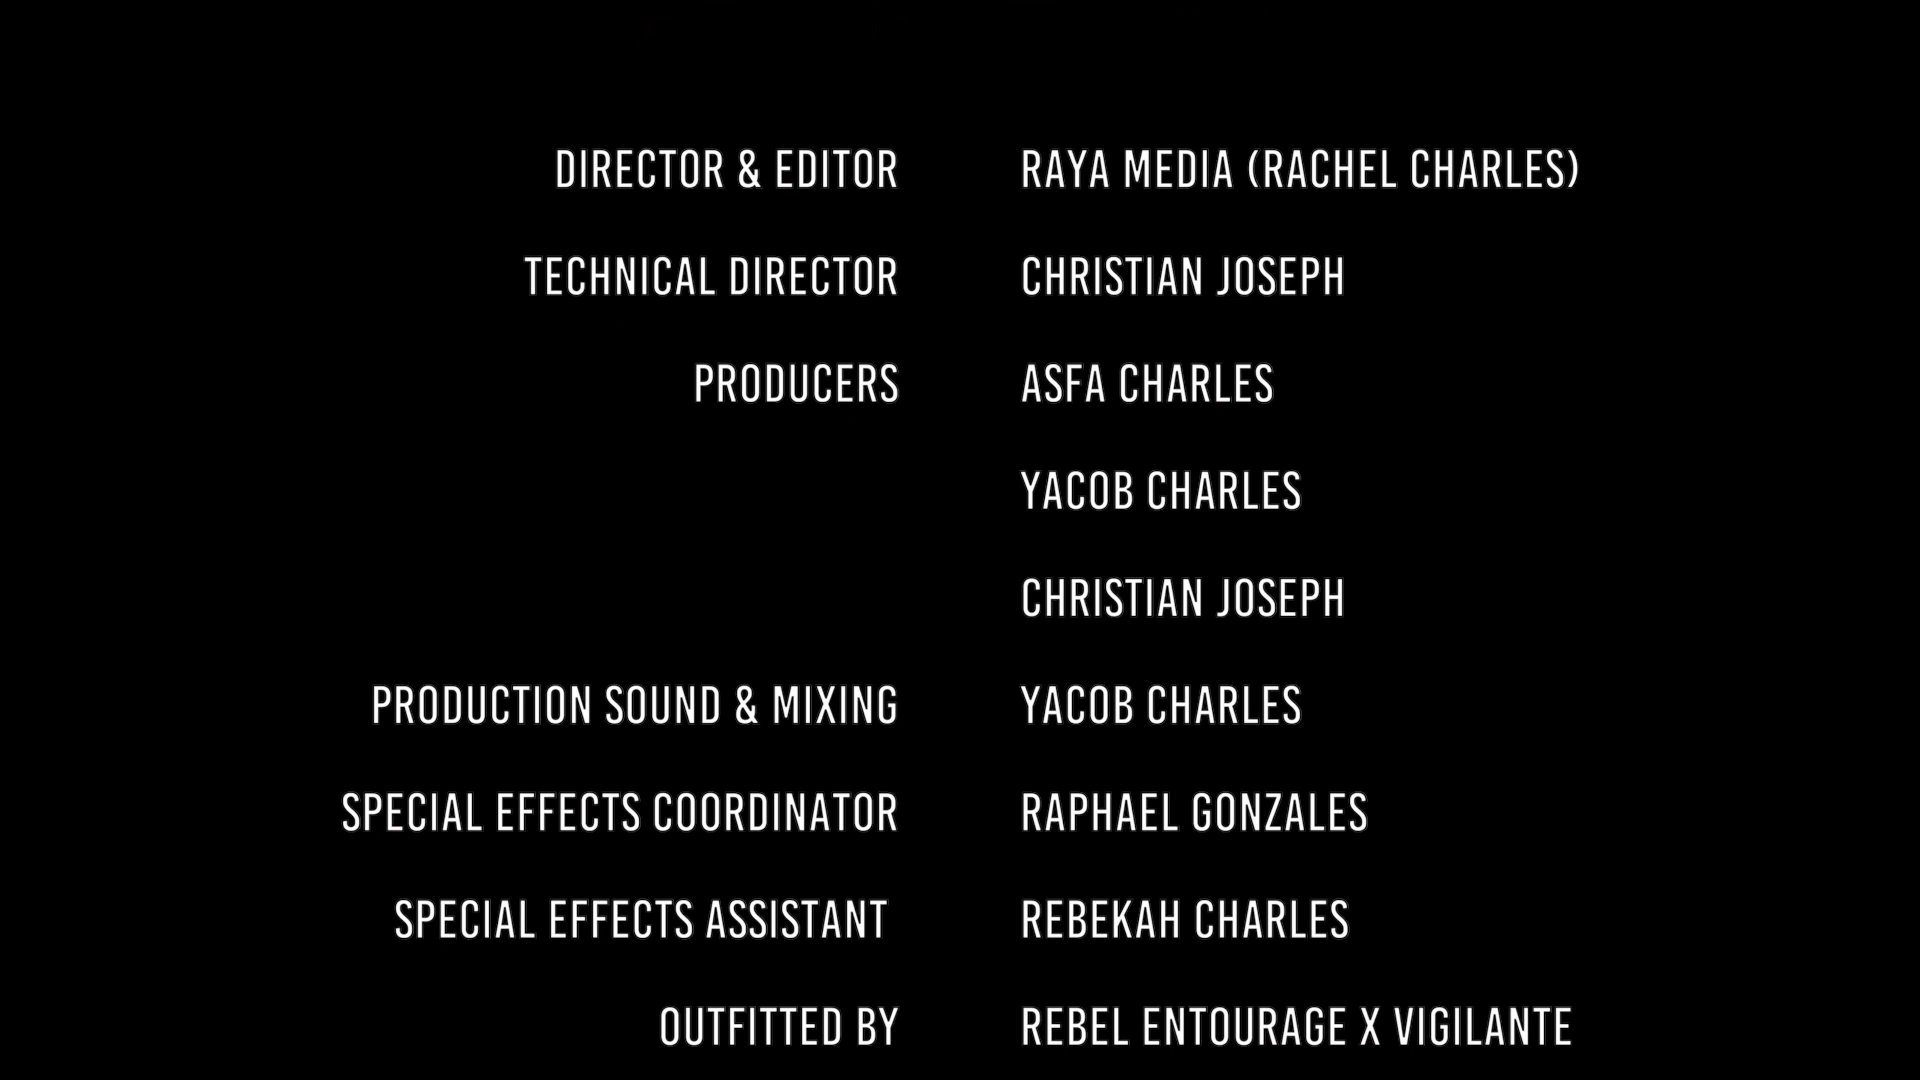 DIRECTOR & EDITOR RAYA MEDIA (RACHEL CHARLES)
TECHNICAL DIRECTOR CHRISTIAN JOSEPH
PRODUCERS ASFA CHARLES
YACOB CHARLES
CHRISTIAN JOSEPH
PRODUCTION SOUND & MIXING YACOB CHARLES
SPECIAL EFFECTS COORDINATOR RAPHAEL GONZALES
SPECIAL EFFECTS ASSISTANT REBEKAH CHARLES
OUTFITTED BY REBEL ENTOURAGE X VIGILANTE